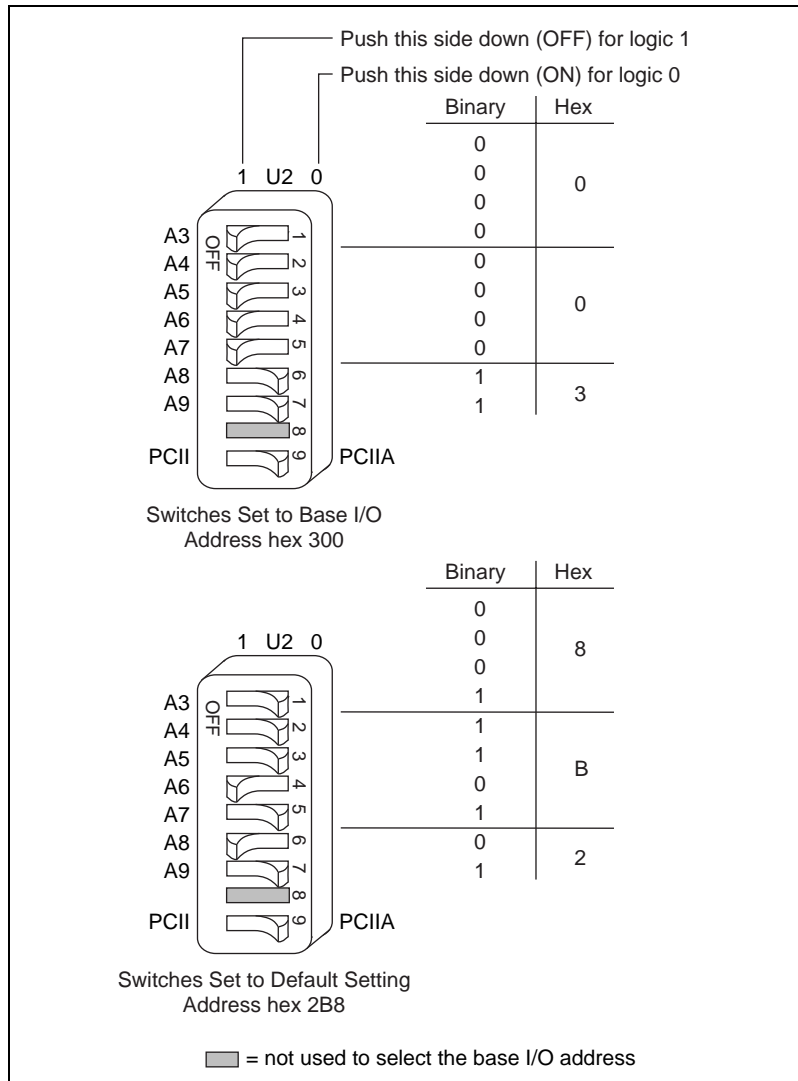 Push this side down (OFF) for logic 1
Push this side down (ON) for logic 0
Binary Hex
0
0
0
0
0
0
0
0
0
0
1
1
3
1 U2 0
OFF
A3 1
A4 2
A5 3
A6 4
A7 5
A8 6
A9 7
8
PCII 9 PCIIA
Switches Set to Base I/O
Address hex 300
Binary Hex
0
0
0
1
8
1
1
0
1
B
0
1
2
1 U2 0
OFF
A3 1
A4 2
A5 3
A6 4
A7 5
A8 6
A9 7
8
PCII 9 PCIIA
Switches Set to Default Setting
Address hex 2B8
= not used to select the base I/O address